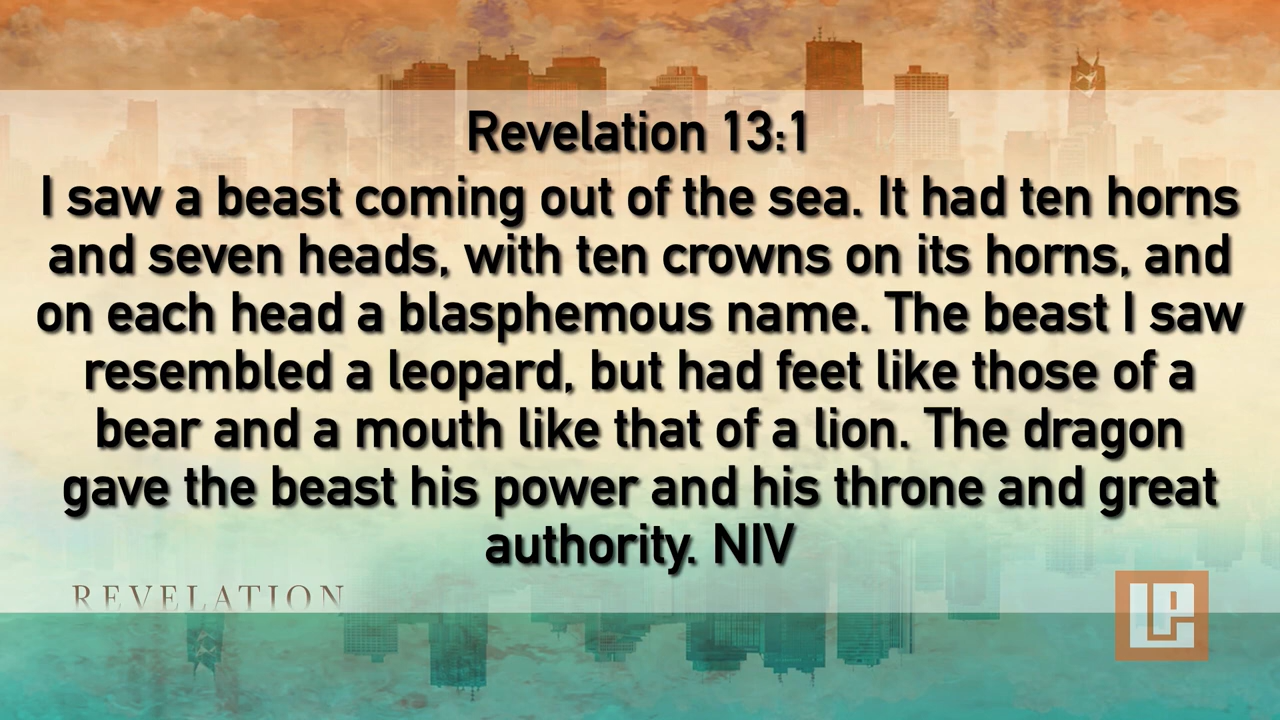 Revelation 13:1
I saw a beast coming out of the sea. It had ten horns
and seven heads, with ten crowns on its horns, and
on each head a blasphemous name. The beast I saw
resembled a leopard, but had feet like those of a
bear and a mouth like that of a lion. The dragon
gave the beast his power and his throne and great
authority. NIV
REVELATION
LP